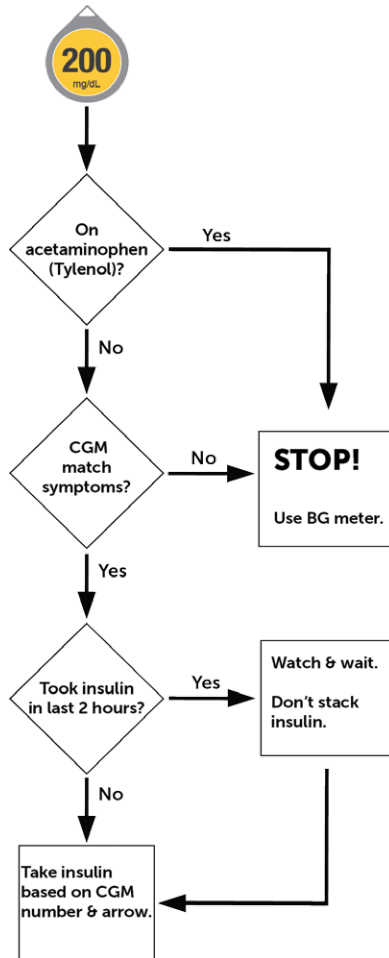 200
mg/dL
On
acetaminophen
(Tylenol)?
Yes
No
CGM
match
symptoms?
No
STOP!
Use BG meter.
Yes
Took insulin
in last 2 hours?
Yes
Watch & wait.
Don't stack
insulin.
No
Take insulin
based on CGM
number & arrow.